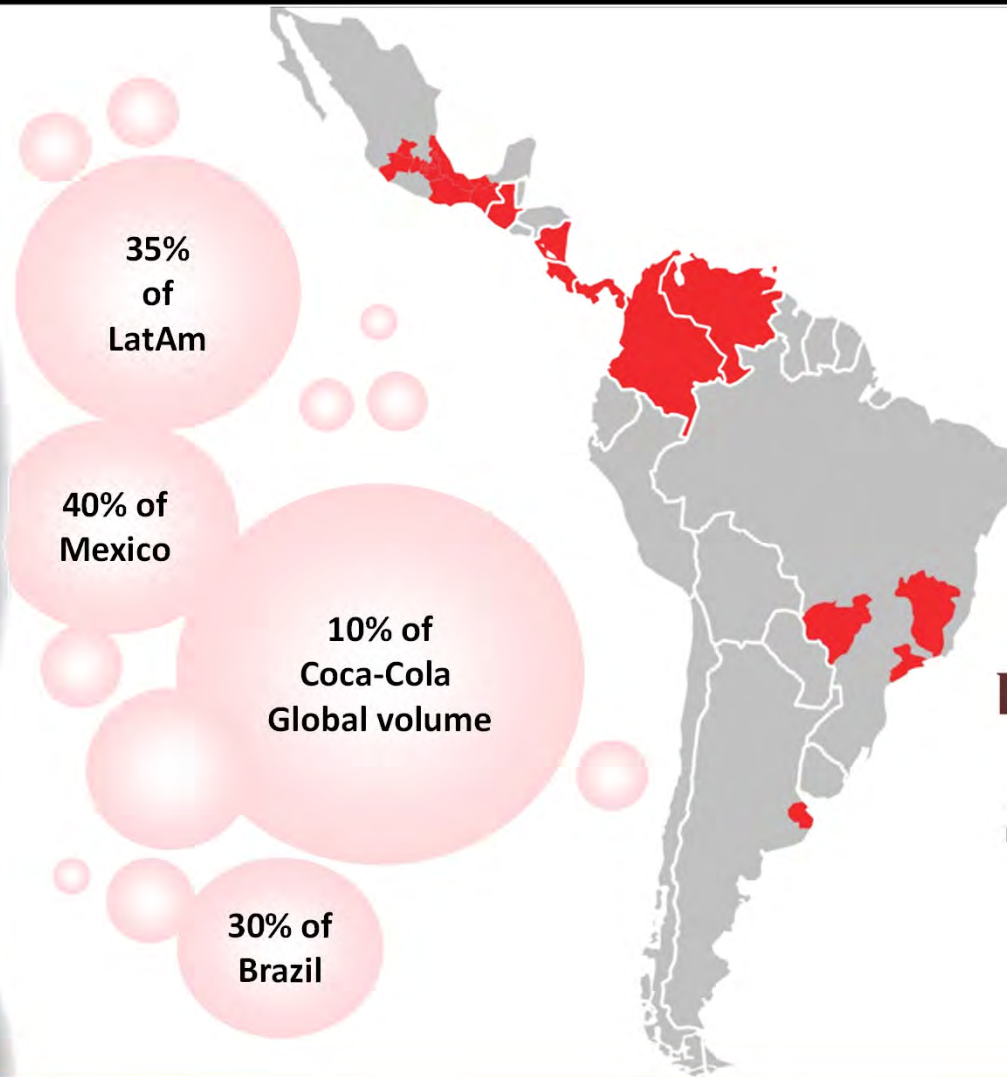 35%
of
LatAm
40% of
Mexico
10% of
Coca-Cola
Global volume
30% of
Brazil